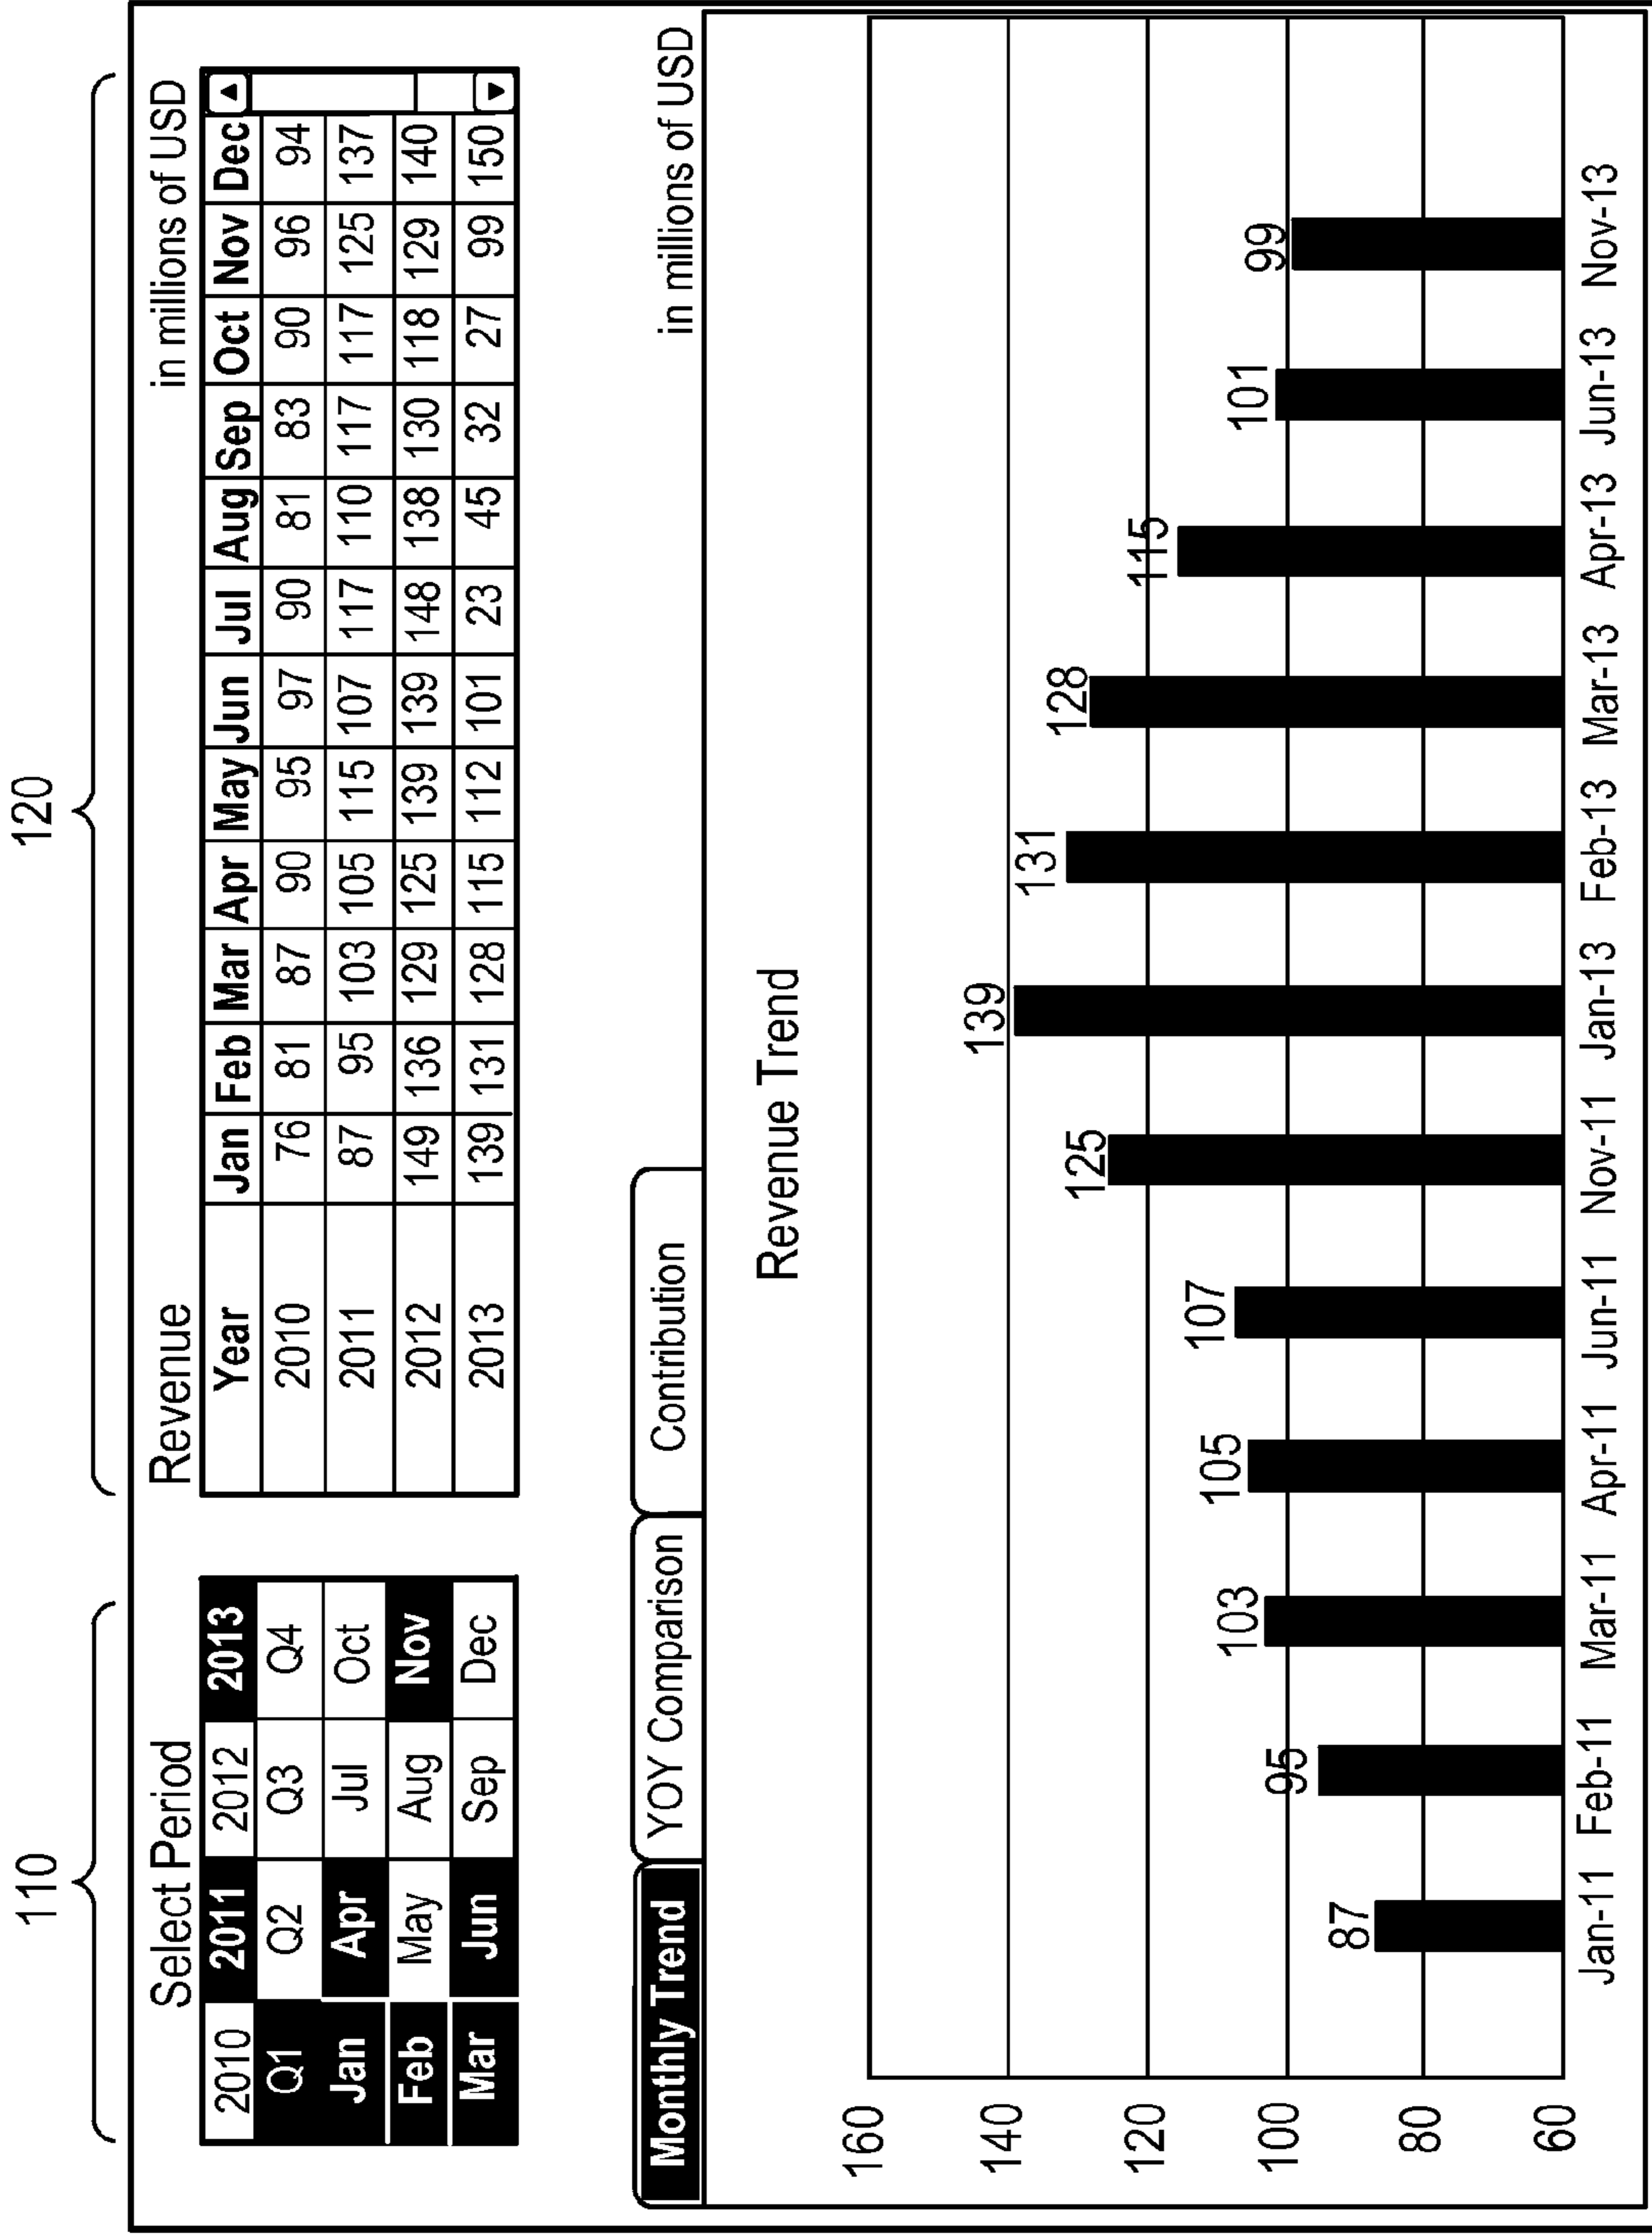 110
120
Select Period
2010 2011 2012 2013
Q1 Q2 Q3 Q4
Jan Apr Jul Oct
Feb May Aug Nov
Mar Jun Sep Dec
Revenue in millions of USD
Year Jan Feb Mar Apr May Jun Jul Aug Sep Oct Nov Dec
2010 76 81 87 90 95 97 90 81 83 90 96 94
2011 87 95 103 105 115 107 117 110 117 117 125 137
2012 149 136 129 125 139 139 148 138 130 118 129 140
2013 139 131 128 115 112 101 23 45 32 27 99 150
Monthly Trend YOY Comparison Contribution
in millions of USD
Revenue Trend
160
140
120
100
80
60
87 95 103 105 107 125 139 131 128 115 101 99
Jan-11 Feb-11 Mar-11 Apr-11 Jun-11 Nov-11 Jan-13 Feb-13 Mar-13 Apr-13 Jun-13 Nov-13